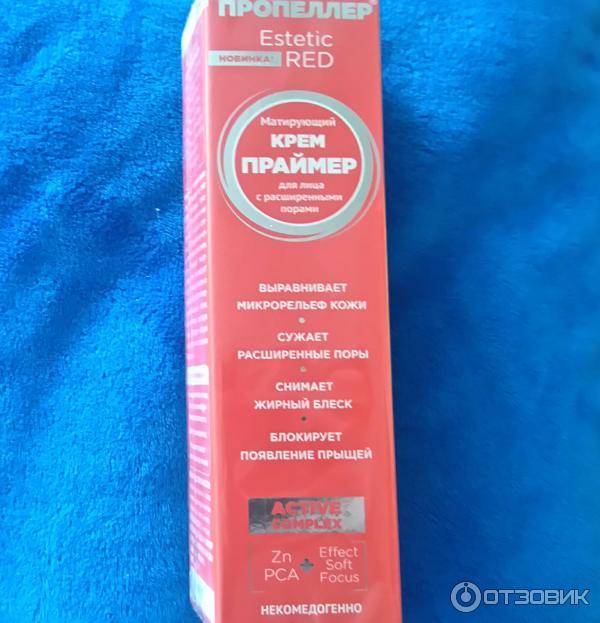 ПРОПЕЛЛЕР
Estetic
НОВИНКА! RED
Матирующий
КРЕМ
ПРАЙМЕР
для лица
с расширенными
порами
ВЫРАВНИВАЕТ
МИКРОРЕЛЬЕФ КОЖИ
СУЖАЕТ
РАСШИРЕННЫЕ ПОРЫ
СНИМАЕТ
ЖИРНЫЙ БЛЕСК
БЛОКИРУЕТ
ПОЯВЛЕНИЕ ПРЫЩЕЙ
ACTIVE
COMPLEX
Zn
PCA
+
Effect
Soft
Focus
НЕКОМЕДОГЕННО
ОТЗОВИК